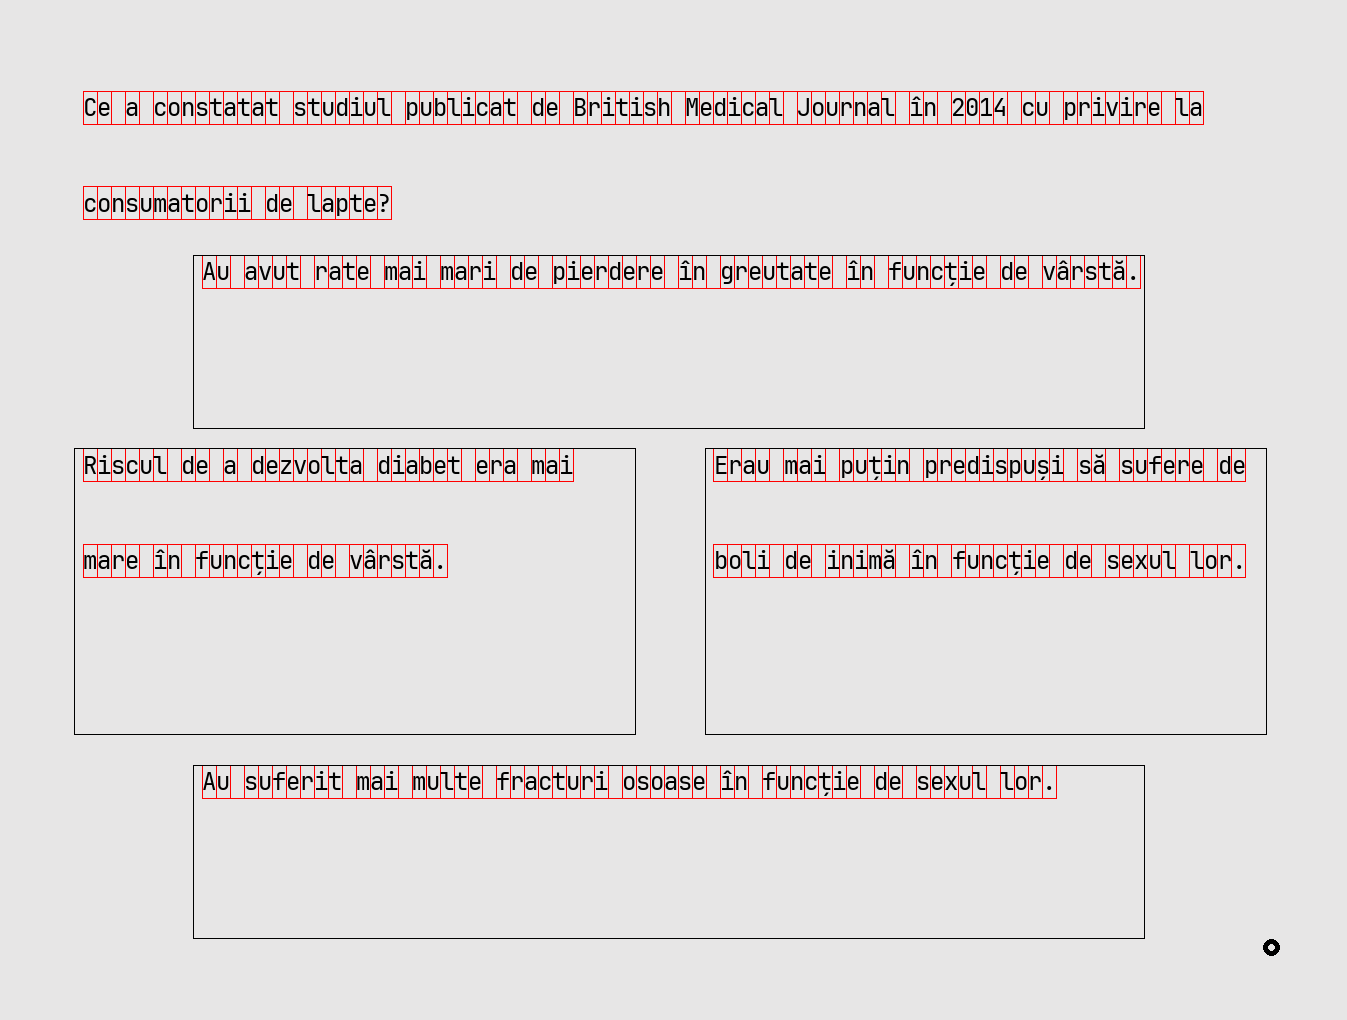 Ce a constatat studiul publicat de British Medical Journal în 2014 cu privire la
consumatorii de lapte?
Au avut rate mai mari de pierdere în greutate în funcție de vârstă.
Riscul de a dezvolta diabet era mai
mare în funcție de vârstă.
Erau mai puțin predispuși să sufere de
boli de inimă în funcție de sexul lor.
Au suferit mai multe fracturi osoase în funcție de sexul lor.